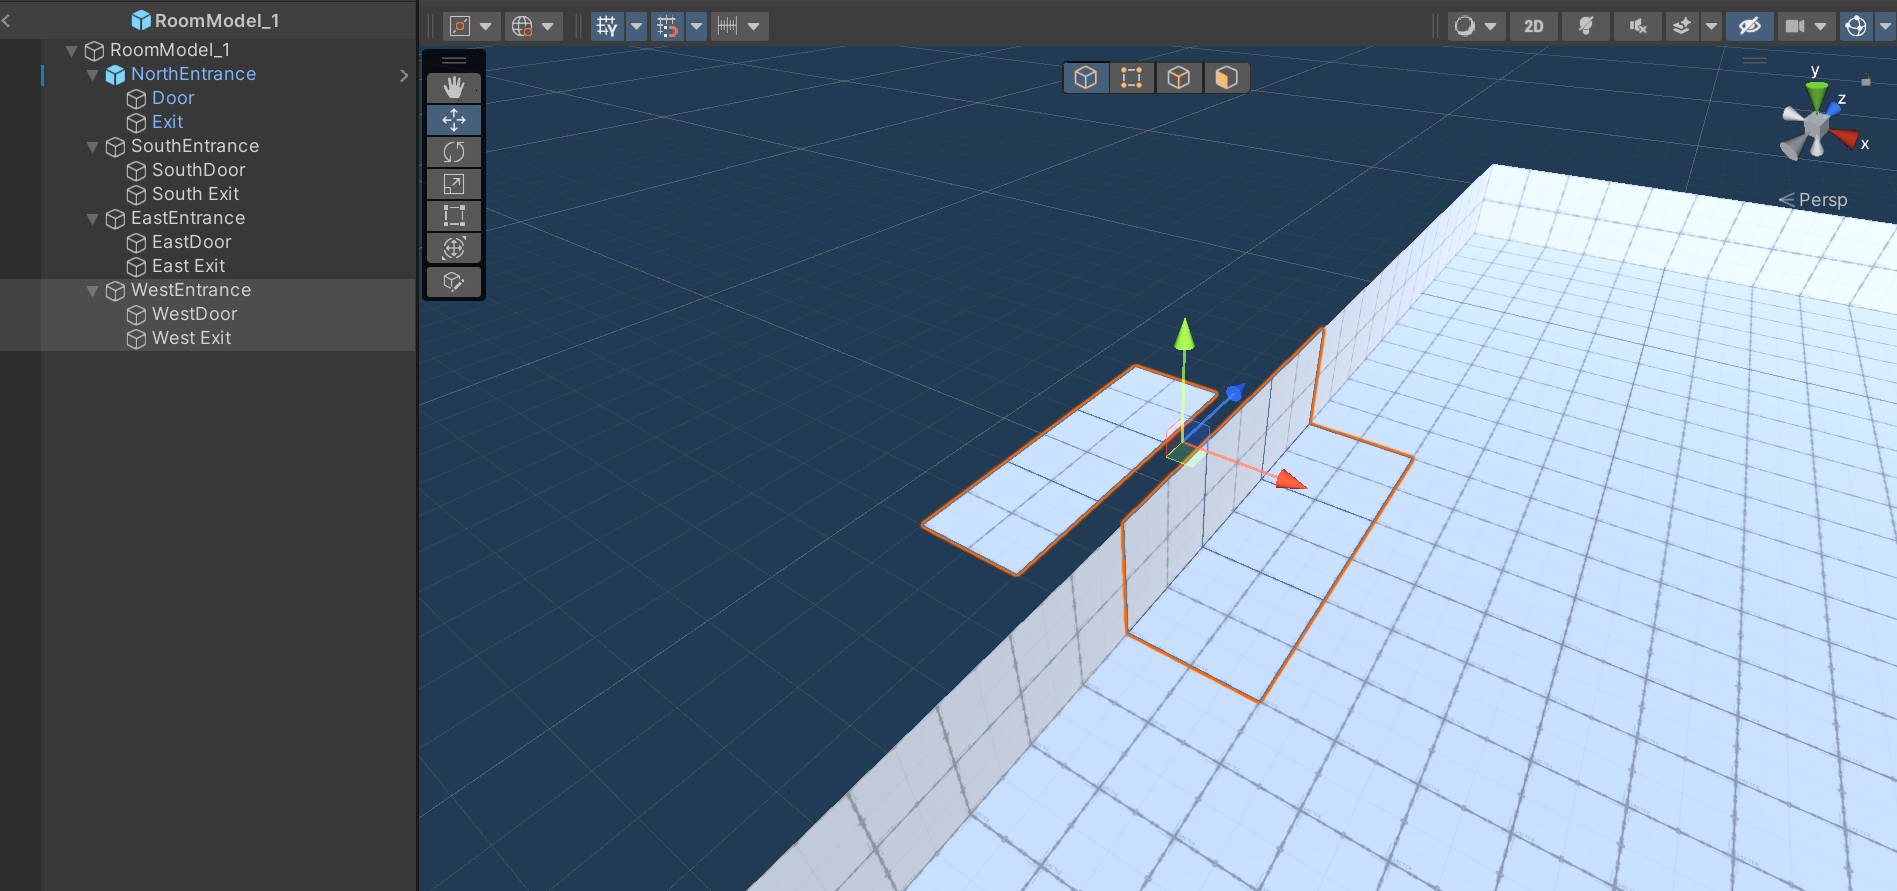 RoomModel_1
RoomModel_1
NorthEntrance
Door
Exit
SouthEntrance
SouthDoor
South Exit
EastEntrance
EastDoor
East Exit
WestEntrance
WestDoor
West Exit
2D
y
z
x
Persp